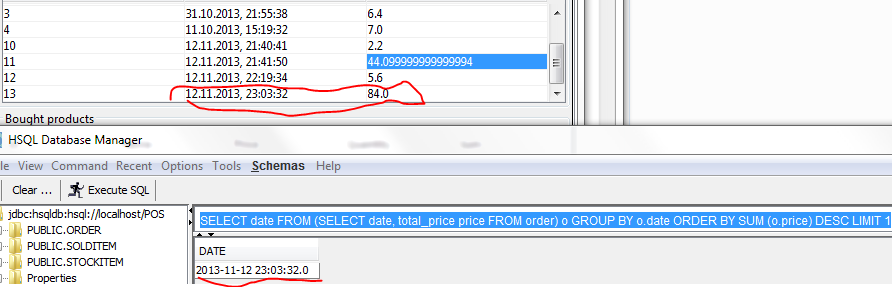 3 31.10.2013, 21:55:38 6.4
4 11.10.2013, 15:19:32 7.0
10 12.11.2013, 21:40:41 2.2
11 12.11.2013, 21:41:50 44.099999999999994
12 12.11.2013, 22:19:34 5.6
13 12.11.2013, 23:03:32 84.0
Bought products
HSQL Database Manager
le View Command Recent Options Tools Schemas Help
Clear ... Execute SQL
jdbc:hsqldb:hsql://localhost/POS
SELECT date FROM (SELECT date, total_price price FROM order) o GROUP BY o.date ORDER BY SUM (o.price) DESC LIMIT 1
PUBLIC.ORDER
PUBLIC.SOLDITEM
PUBLIC.STOCKITEM
Properties
DATE
2013-11-12 23:03:32.0